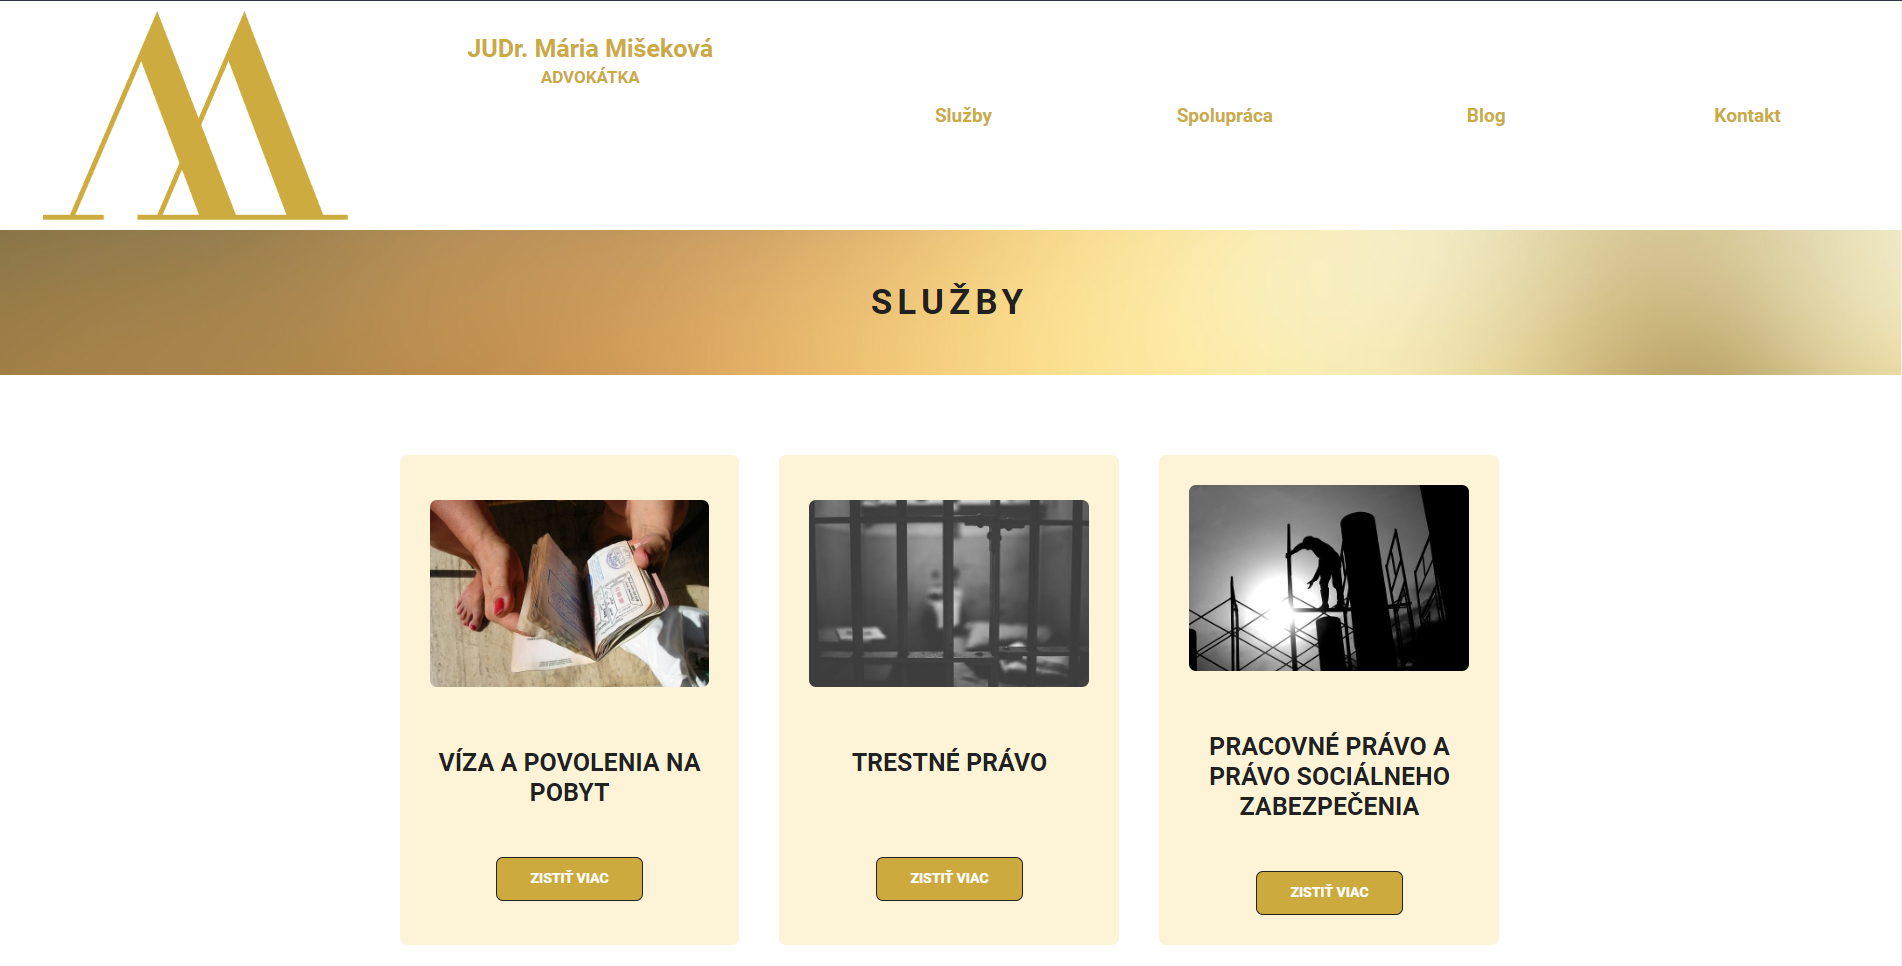 JUDr. Mária Mišeková
ADVOKÁTKA
Služby
Spolupráca
Blog
Kontakt
SLUŽBY
VÍZA A POVOLENIA NA
POBYT
ZISTIŤ VIAC
TRESTNÉ PRÁVO
ZISTIŤ VIAC
PRACOVNÉ PRÁVO A
PRÁVO SOCIÁLNEHO
ZABEZPEČENIA
ZISTIŤ VIAC